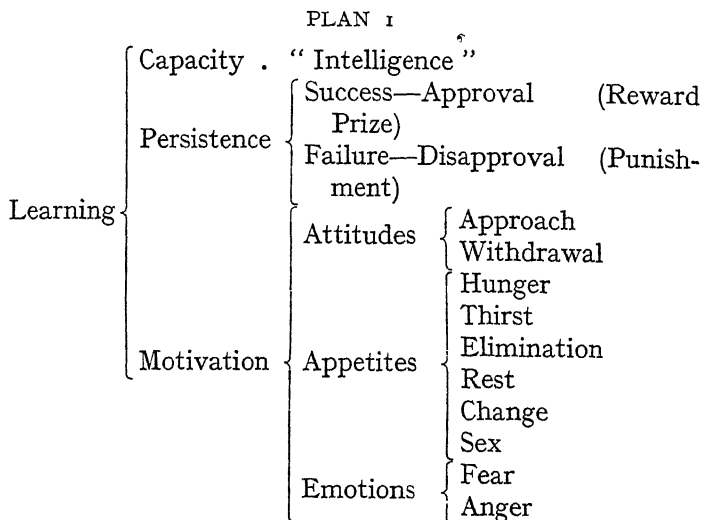 PLAN I
Capacity . “ Intelligence ”
Success—Approval (Reward
Prize)
Persistence
Failure—Disapproval (Punish-
ment)
Learning
Attitudes
Approach
Withdrawal
Motivation
Appetites
Hunger
Thirst
Elimination
Rest
Change
Sex
Emotions
Fear
Anger